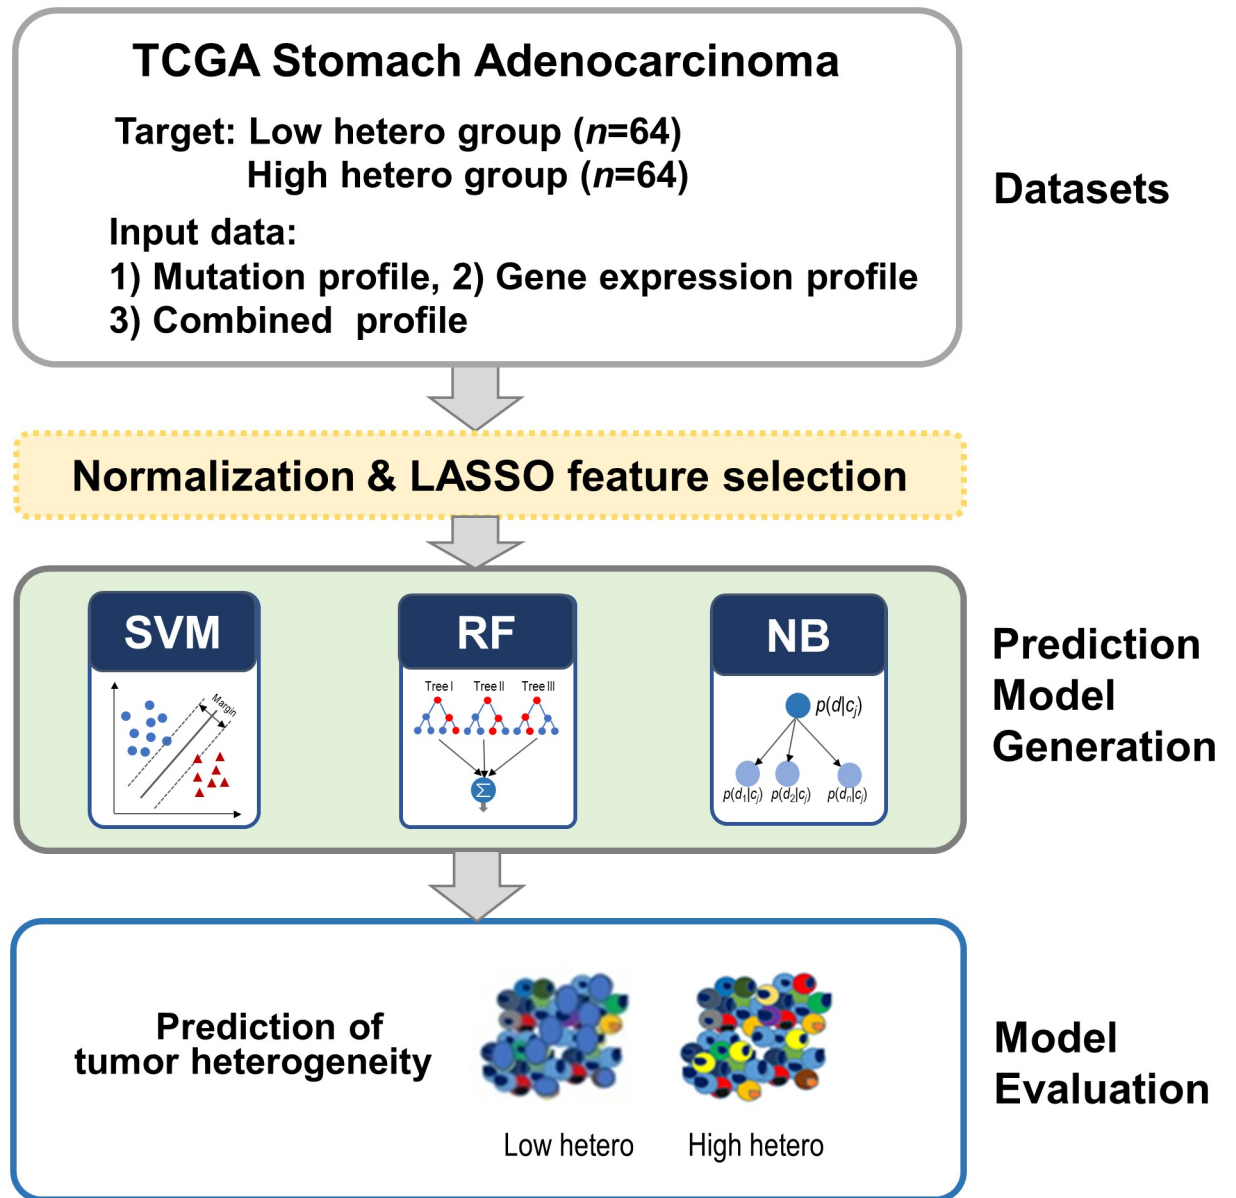 TCGA Stomach Adenocarcinoma
Target: Low hetero group (n=64)
High hetero group (n=64)
Input data:
1) Mutation profile, 2) Gene expression profile
3) Combined profile
Datasets
Normalization & LASSO feature selection
SVM
Margin
RF
Tree I Tree II Tree III
Σ
NB
p(d|cj)
p(d1|cj) p(d2|cj) p(dn|cj)
Prediction
Model
Generation
Prediction of
tumor heterogeneity
Low hetero
High hetero
Model
Evaluation